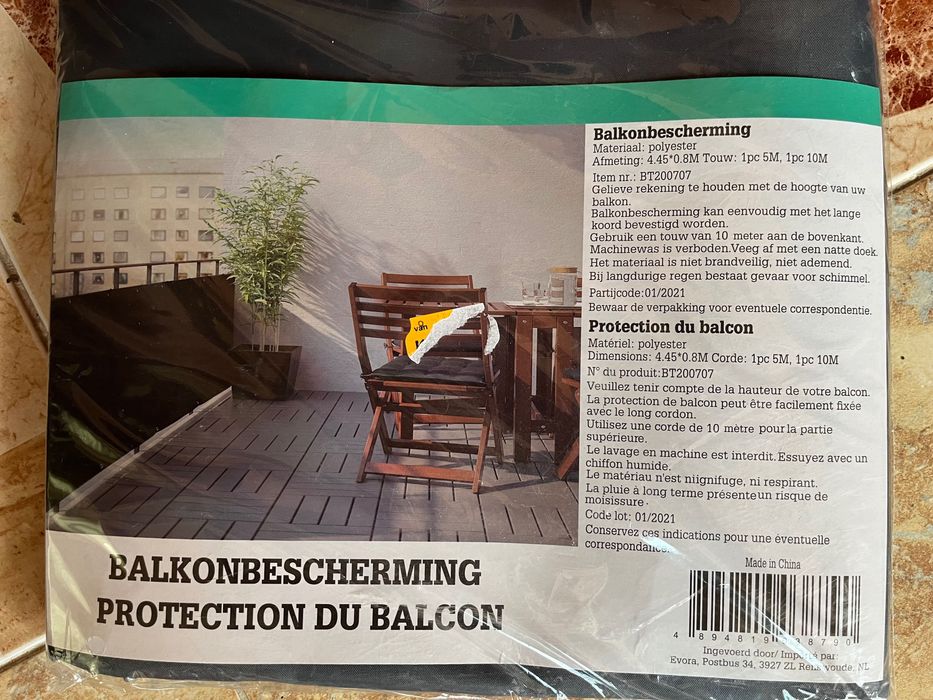 Balkonbescherming
Materiaal: polyester
Afmeting: 4.45*0.8M Touw: 1pc 5M, 1pc 10M
Item nr.: BT200707
Gelieve rekening te houden met de hoogte van uw
balkon.
Balkonbescherming kan eenvoudig met het lange
koord bevestigd worden.
Gebruik een touw van 10 meter aan de bovenkant.
Machinewas is verboden.Veeg af met een natte doek.
Het materiaal is niet brandveilig, niet ademend.
Bij langdurige regen bestaat gevaar voor schimmel.
Partijcode:01/2021
Bewaar de verpakking voor eventuele correspondentie.
Protection du balcon
Matériel: polyester
Dimensions: 4.45*0.8M Corde: 1pc 5M, 1pc 10M
N° du produit:BT200707
Veuillez tenir compte de la hauteur de votre balcon.
La protection de balcon peut être facilement fixée
avec le long cordon.
Utilisez une corde de 10 mètre pour la partie
supérieure.
Le lavage en machine est interdit.Essuyez avec un
chiffon humide.
Le matériau n'est niignifuge, ni respirant.
La pluie à long terme présenteun risque de
moisissure.
Code lot: 01/2021
Conservez ces indications pour une éventuelle
correspondance.
van
BALKONBESCHERMING
PROTECTION DU BALCON
Made in China
Ingevoerd door/ Importé par:
Evora, Postbus 34, 3927 ZL Renswoude, NL